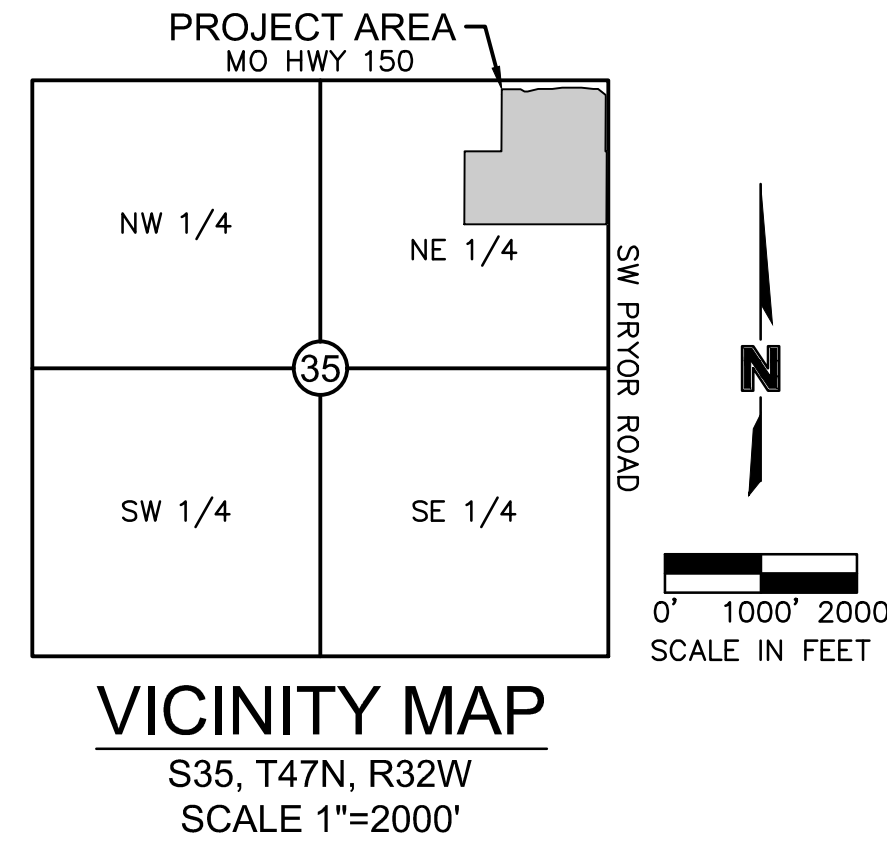 PROJECT AREA
MO HWY 150
NW 1/4
NE 1/4
SW PRYOR ROAD
35
N
SW 1/4
SE 1/4
0' 1000' 2000
SCALE IN FEET
VICINITY MAP
S35, T47N, R32W
SCALE 1"=2000'